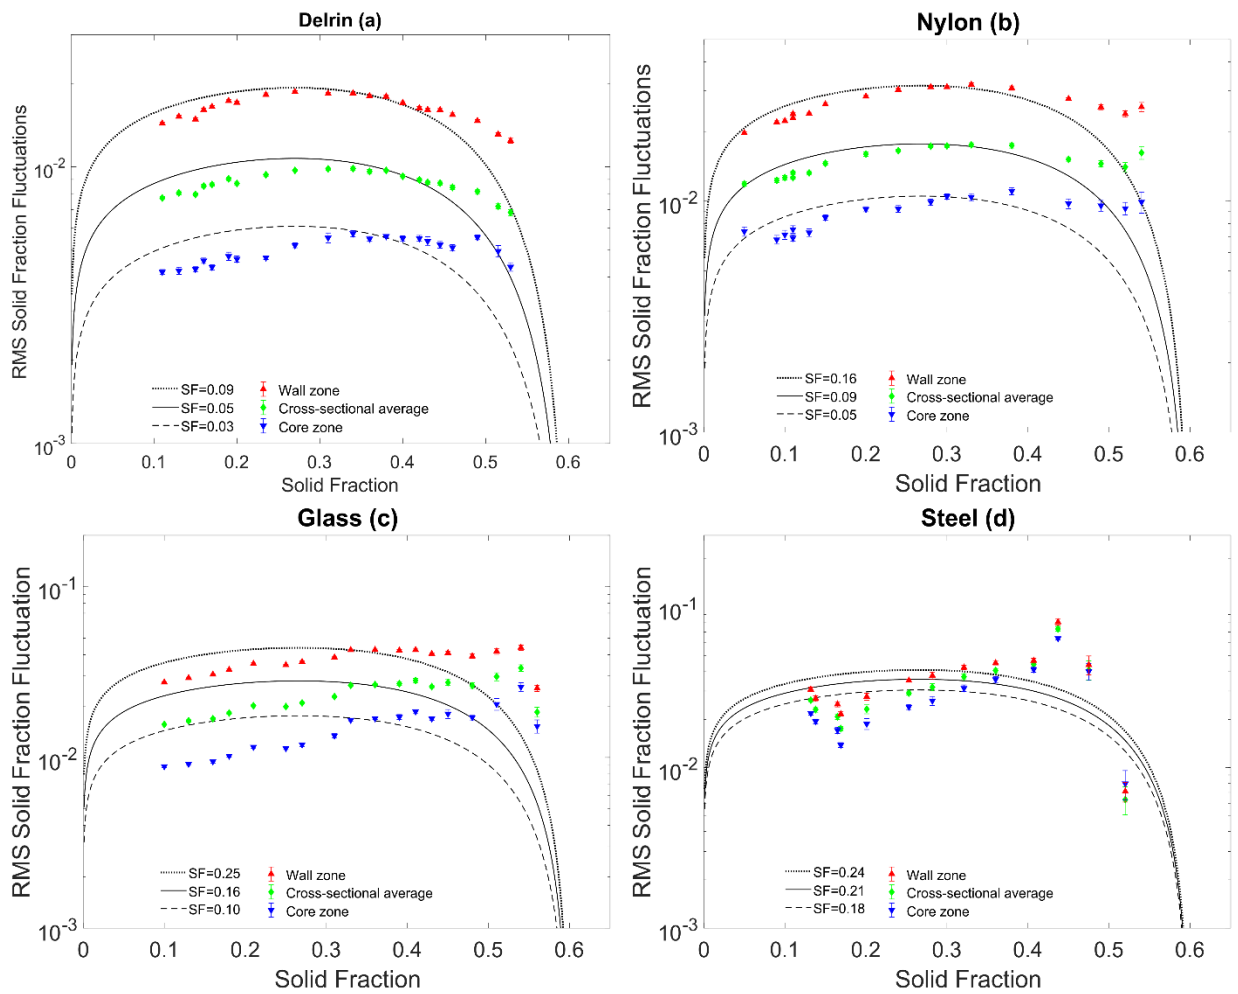 Delrin (a)
RMS Solid Fraction Fluctuations
10-2
10-3
SF=0.09 Wall zone
SF=0.05 Cross-sectional average
SF=0.03 Core zone
0 0.1 0.2 0.3 0.4 0.5 0.6
Solid Fraction
Nylon (b)
RMS Solid Fraction Fluctuations
10-2
10-3
SF=0.16 Wall zone
SF=0.09 Cross-sectional average
SF=0.05 Core zone
0 0.1 0.2 0.3 0.4 0.5 0.6
Solid Fraction
Glass (c)
RMS Solid Fraction Fluctuation
10-1
10-2
10-3
SF=0.25 Wall zone
SF=0.16 Cross-sectional average
SF=0.10 Core zone
0 0.1 0.2 0.3 0.4 0.5 0.6
Solid Fraction
Steel (d)
RMS Solid Fraction Fluctuation
10-1
10-2
10-3
SF=0.24 Wall zone
SF=0.21 Cross-sectional average
SF=0.18 Core zone
0 0.1 0.2 0.3 0.4 0.5 0.6
Solid Fraction